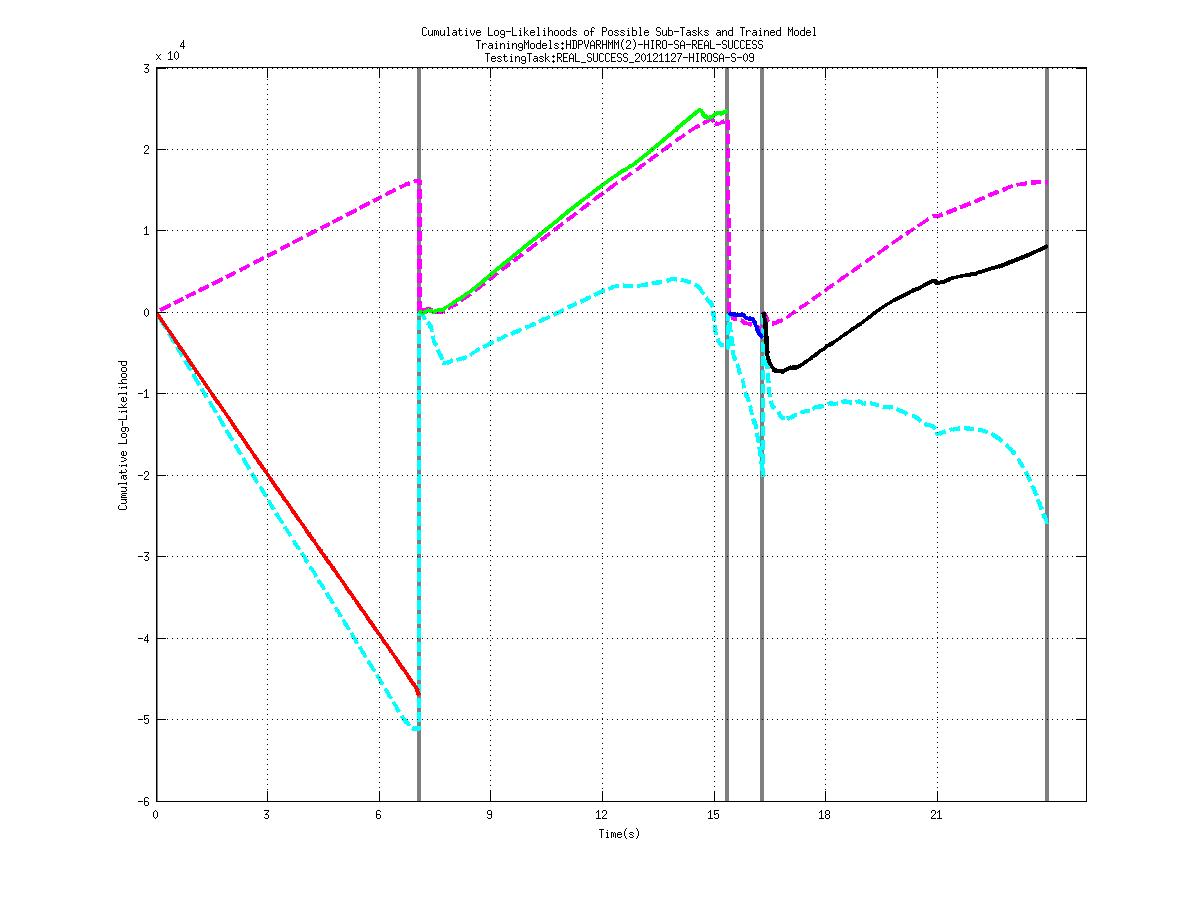 Cumulative Log-Likelihoods of Possible Sub-Tasks and Trained Model
TrainingModels:HDPVARHMM(2)-HIRO-SA-REAL-SUCCESS
TestingTask:REAL_SUCCESS_20121127-HIROSA-S-09
x 10^4
3
2
1
0
-1
-2
-3
-4
-5
-6
Cumulative Log-Likelihood
0 3 6 9 12 15 18 21
Time(s)